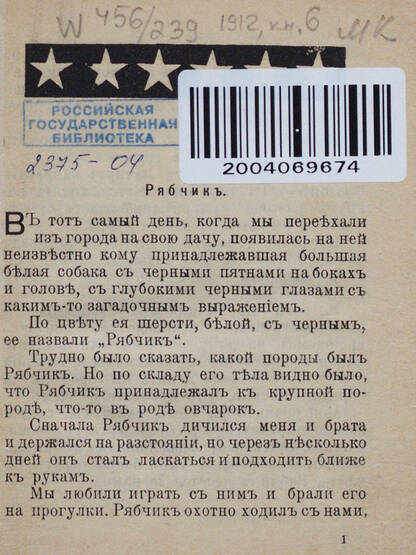 W 456/239 1912, кн. 6 МК
РОССИЙСКАЯ
ГОСУДАРСТВЕННАЯ
БИБЛИОТЕКА
2375-04
2004069674
Рябчикъ.
Въ тотъ самый день, когда мы переѣхали
изъ города на свою дачу, появилась на ней
неизвѣстно кому принадлежавшая большая
бѣлая собака съ черными пятнами на бокахъ
и головѣ, съ глубокими черными глазами съ
какимъ-то загадочнымъ выраженіемъ.
По цвѣту ея шерсти, бѣлой, съ чернымъ,
ее назвали „Рябчикъ“.
Трудно было сказать, какой породы былъ
Рябчикъ. Но по складу его тѣла видно было,
что Рябчикъ принадлежалъ къ крупной по-
родѣ, что-то въ родѣ овчарокъ.
Сначала Рябчикъ дичился меня и брата
и держался на разстояніи, но черезъ нѣсколько
дней онъ сталъ ласкаться и подходить ближе
къ рукамъ.
Мы любили играть съ нимъ и брали его
на прогулки. Рябчикъ охотно ходилъ съ нами,
1